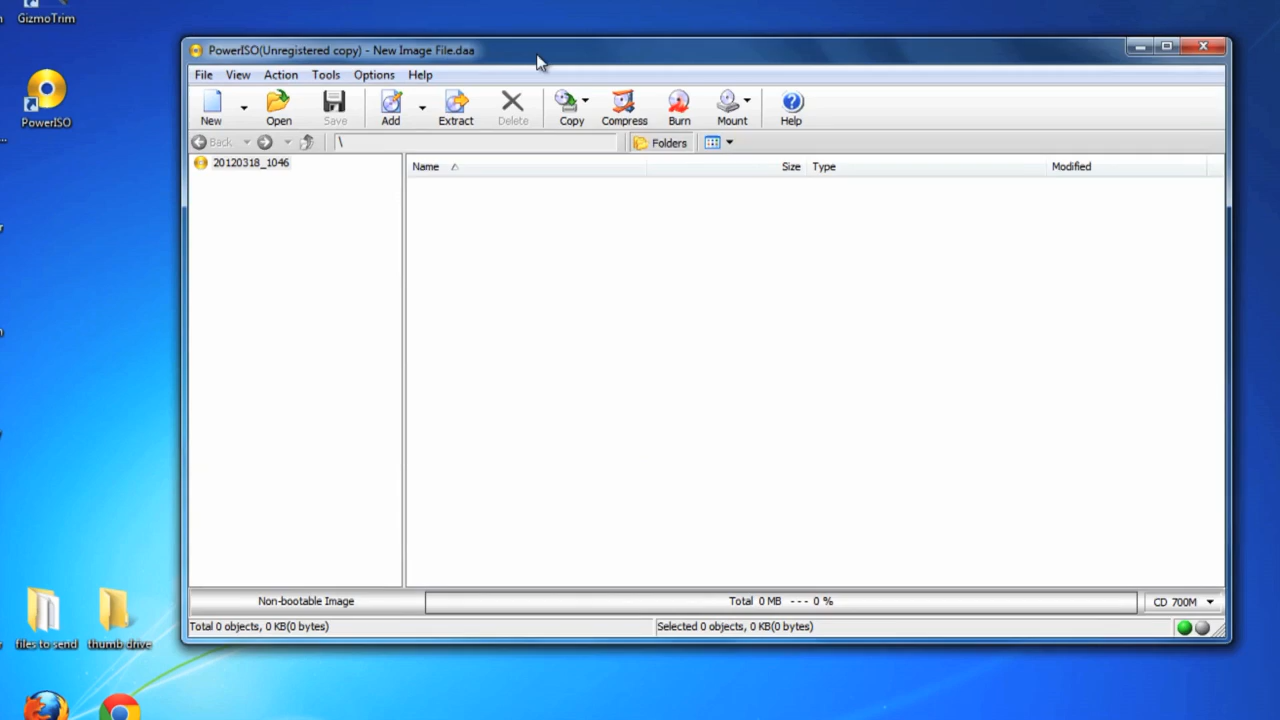 GizmoTrim
PowerISO(Unregistered copy) - New Image File.daa
File View Action Tools Options Help
PowerISO
New Open Save Add Extract Delete Copy Compress Burn Mount Help
Back \ Folders
20120318_1046
Name Size Type Modified
Non-bootable Image Total 0 MB --- 0 % CD 700M
Total 0 objects, 0 KB(0 bytes) Selected 0 objects, 0 KB(0 bytes)
files to send thumb drive